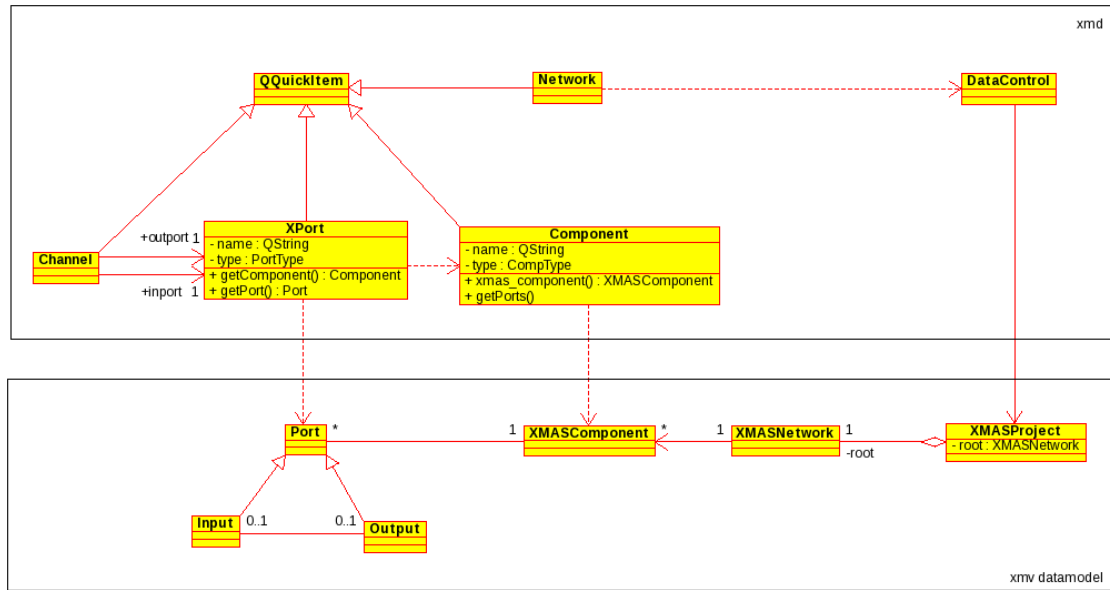 xmd
QQuickItem
Network
DataControl
XPort
- name : QString
- type : PortType
+ getComponent() : Component
+ getPort() : Port
Component
- name : QString
- type : CompType
+ xmas_component() : XMASComponent
+ getPorts()
+outport 1
Channel
+inport 1
Port
*
1
XMASComponent
*
1
XMASNetwork
1
-root
XMASProject
- root : XMASNetwork
Input
0..1
0..1
Output
xmv datamodel